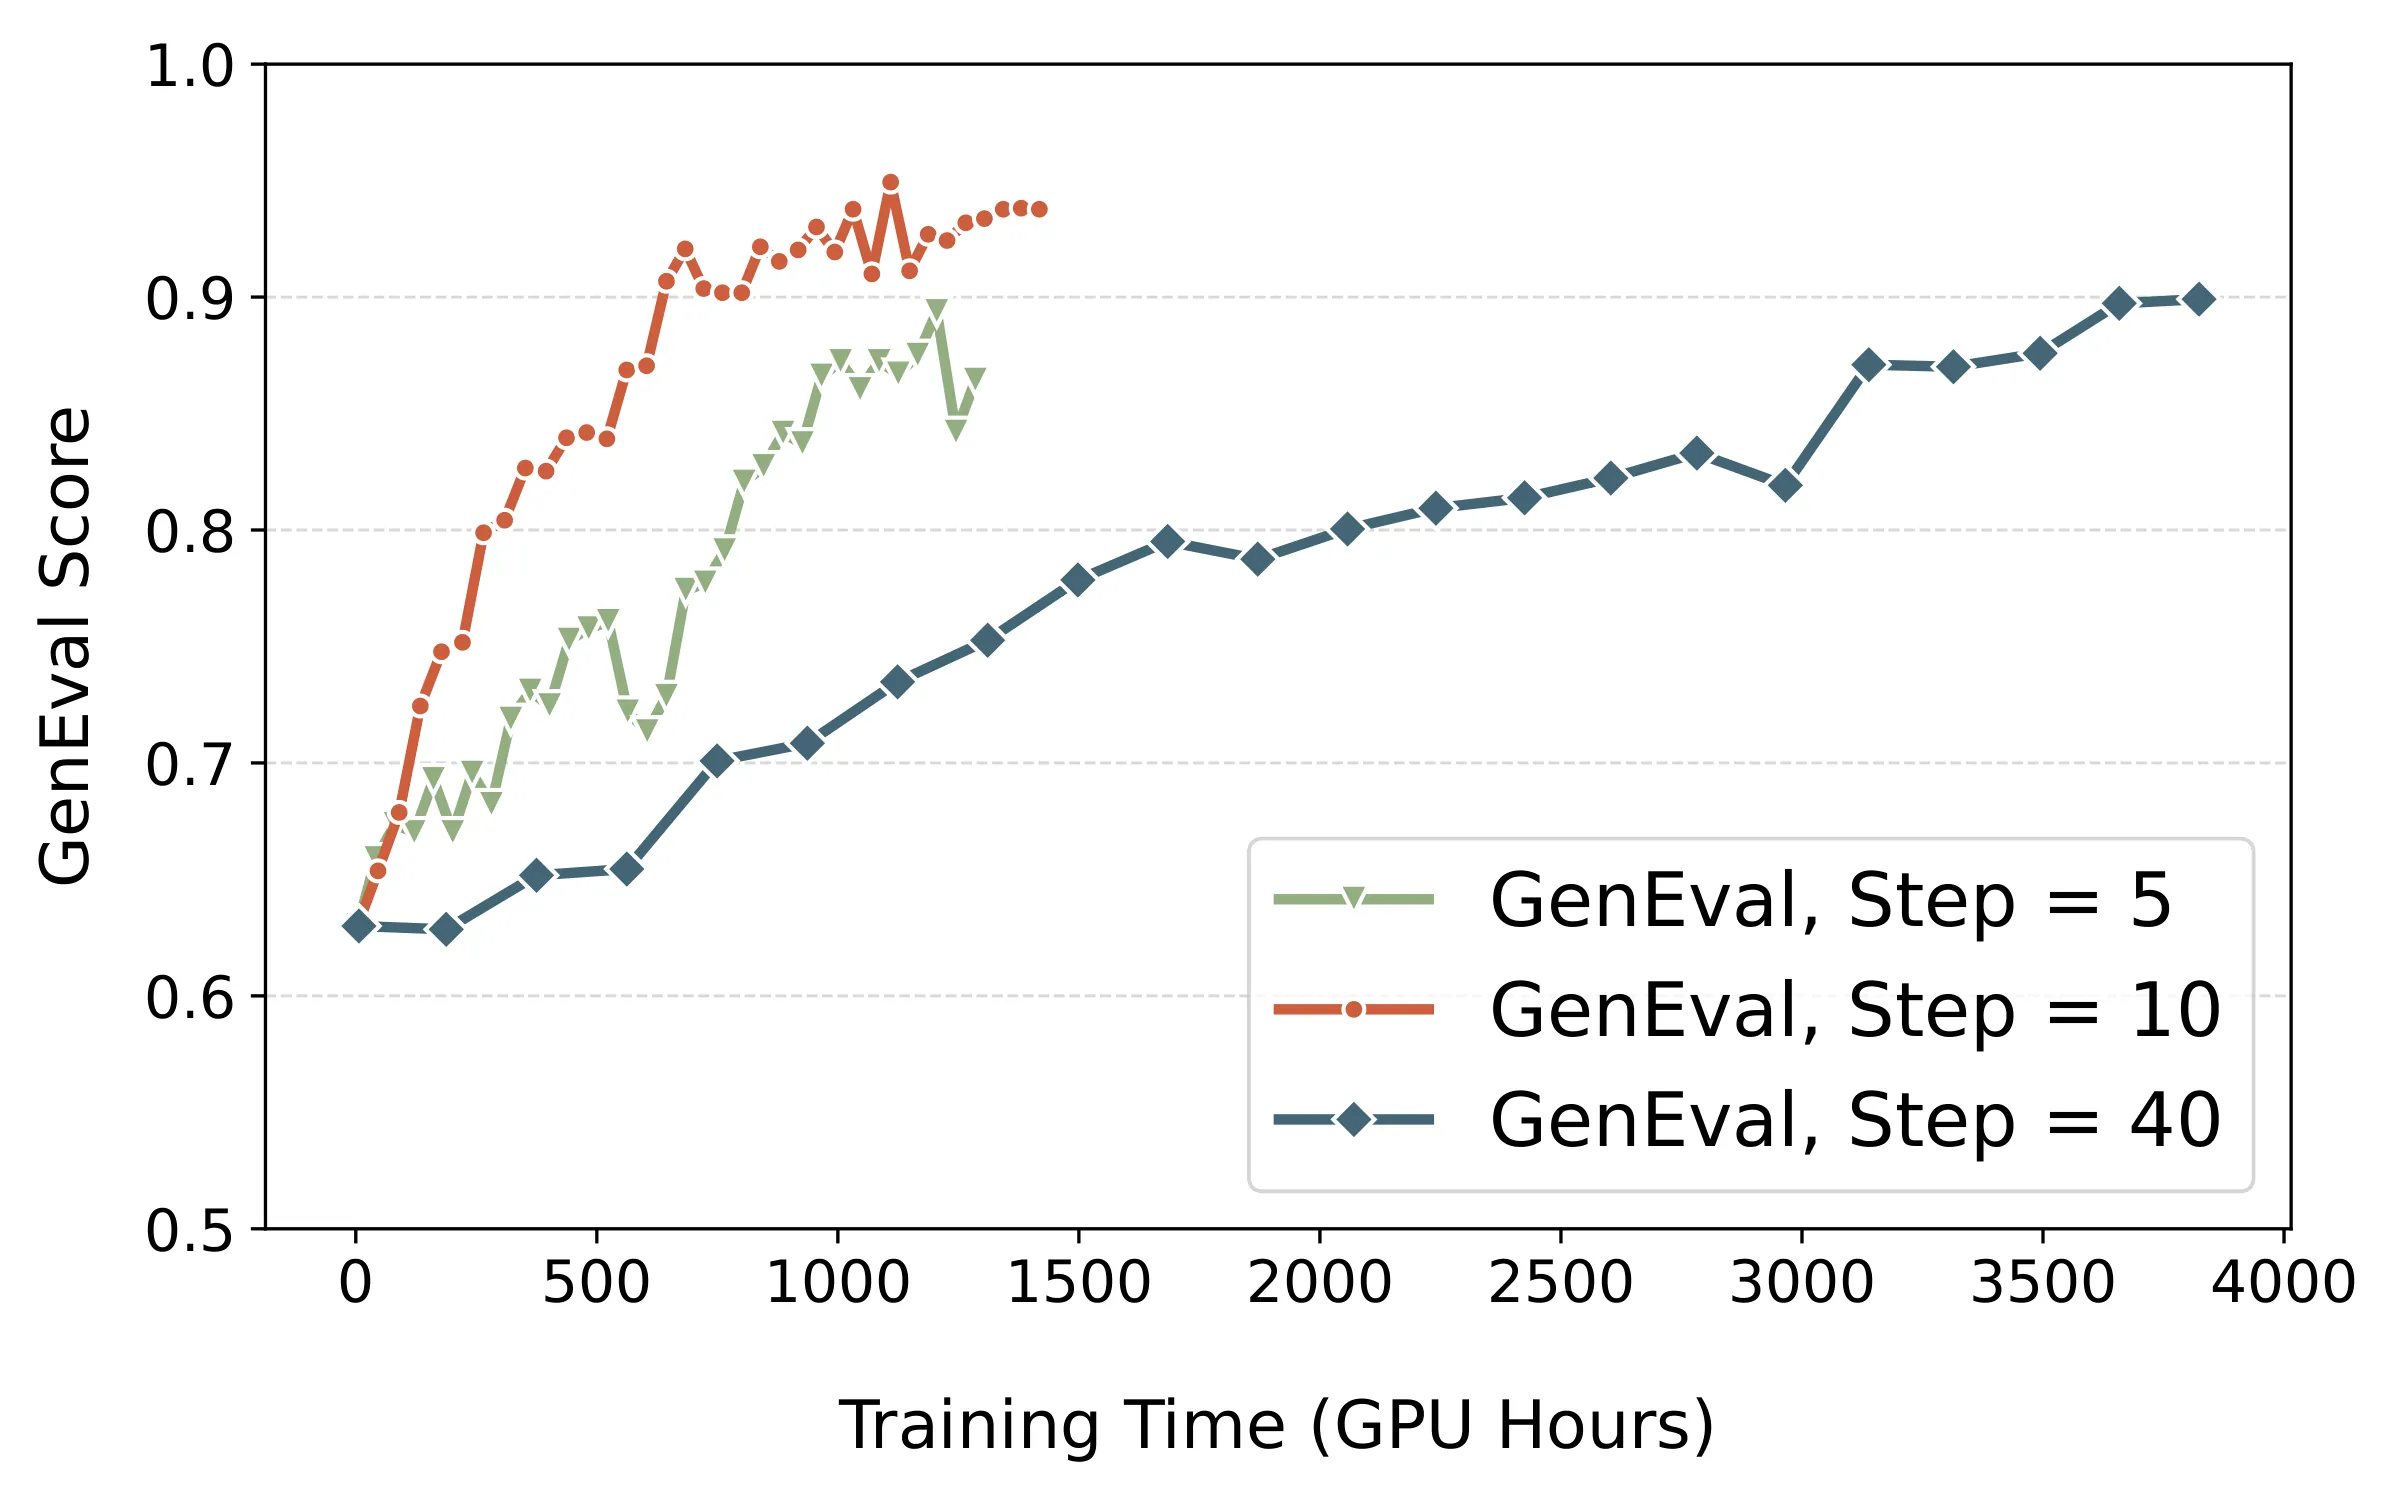 1.0
0.9
0.8
0.7
0.6
0.5
GenEval Score
GenEval, Step = 5
GenEval, Step = 10
GenEval, Step = 40
0 500 1000 1500 2000 2500 3000 3500 4000
Training Time (GPU Hours)